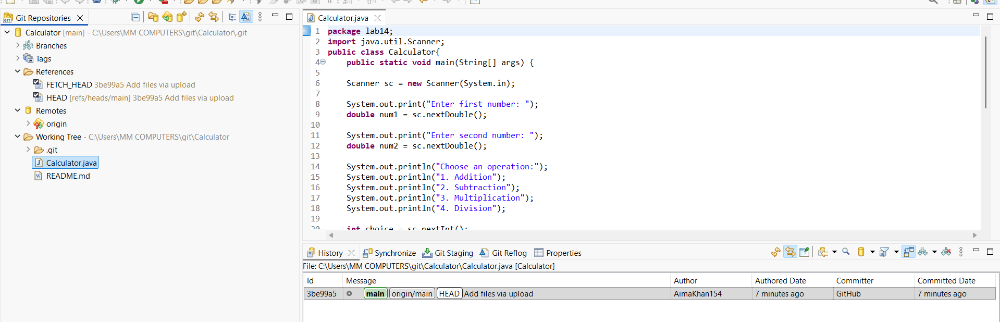 Git Repositories
Calculator [main] - C:\Users\MM COMPUTERS\git\Calculator\.git
Branches
Tags
References
FETCH_HEAD 3be99a5 Add files via upload
HEAD [refs/heads/main] 3be99a5 Add files via upload
Remotes
origin
Working Tree - C:\Users\MM COMPUTERS\git\Calculator
.git
Calculator.java
README.md
Calculator.java
1 package lab14;
2 import java.util.Scanner;
3 public class Calculator{
4 public static void main(String[] args) {
5
6 Scanner sc = new Scanner(System.in);
7
8 System.out.print("Enter first number: ");
9 double num1 = sc.nextDouble();
10
11 System.out.print("Enter second number: ");
12 double num2 = sc.nextDouble();
13
14 System.out.println("Choose an operation:");
15 System.out.println("1. Addition");
16 System.out.println("2. Subtraction");
17 System.out.println("3. Multiplication");
18 System.out.println("4. Division");
19
20 int choice = sc.nextInt();
History Synchronize Git Staging Git Reflog Properties
File: C:\Users\MM COMPUTERS\git\Calculator\Calculator.java [Calculator]
Id Message Author Authored Date Committer Committed Date
3be99a5 main origin/main HEAD Add files via upload AimaKhan154 7 minutes ago GitHub 7 minutes ago